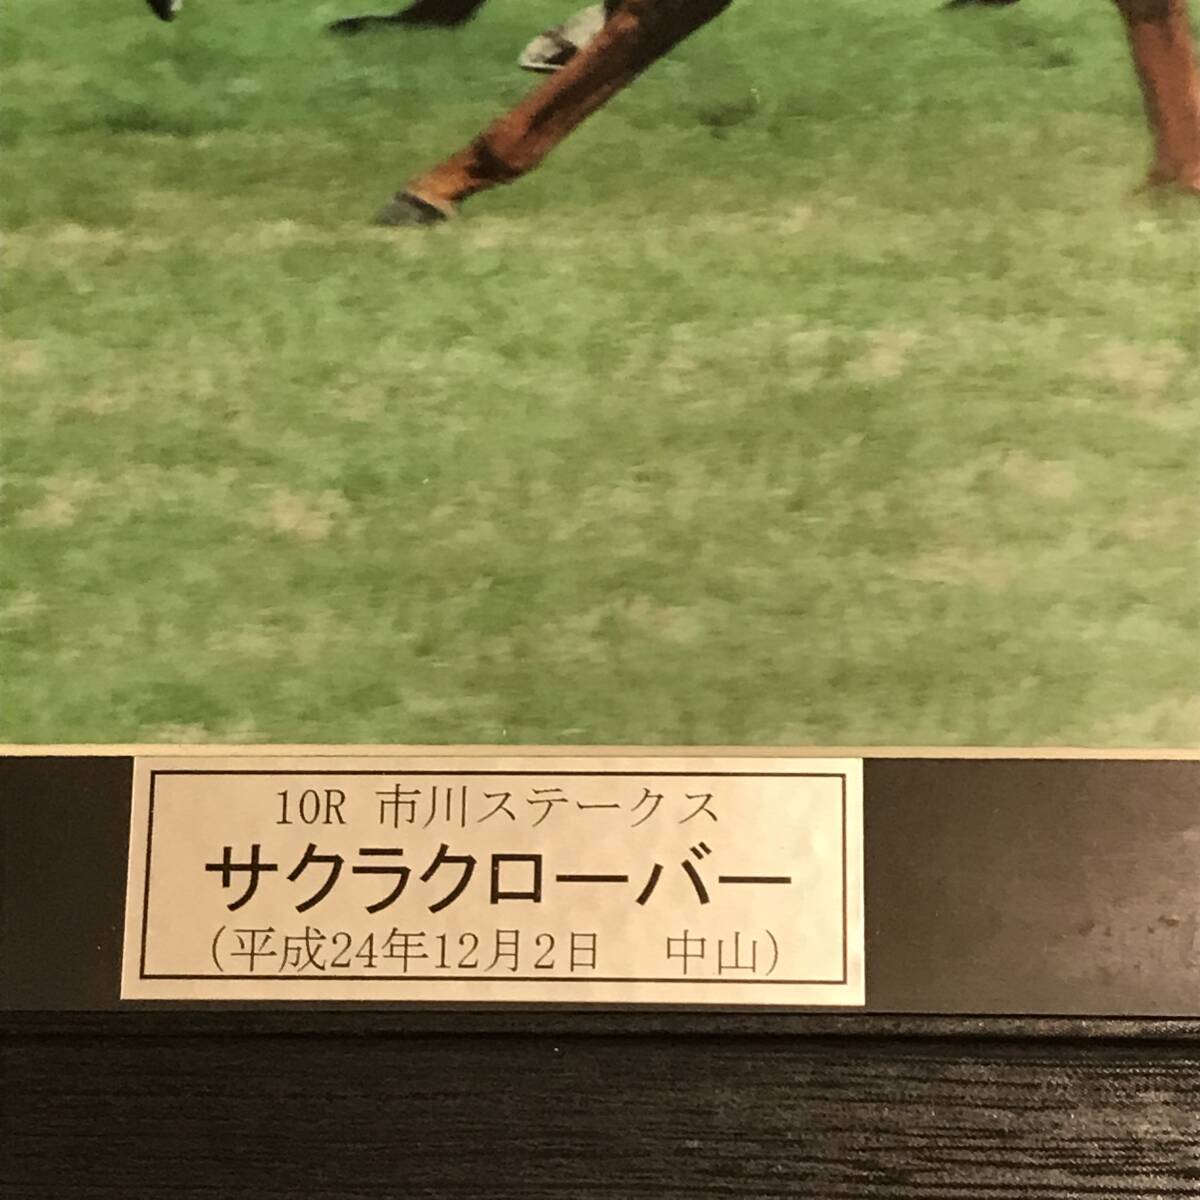 10R 市川ステークス
サクラクローバー
(平成24年12月2日　中山)